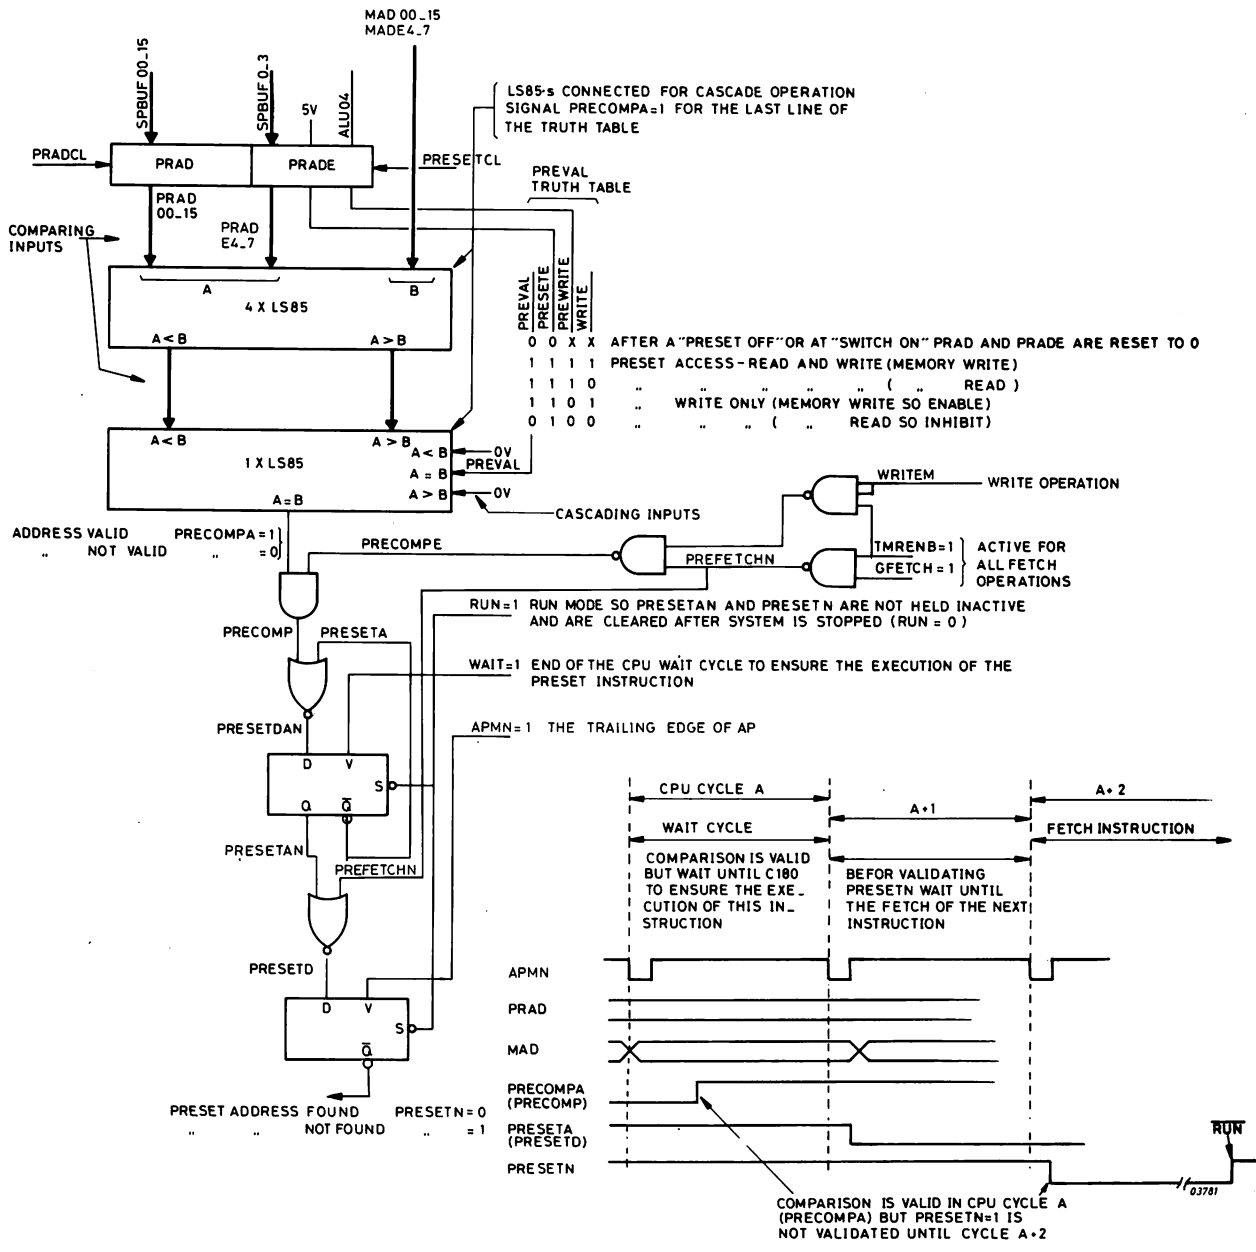 MAD 00_15
MADE4_7
SPBUF 00_15
SPBUF 0_3
5V
ALU04
LS85-s CONNECTED FOR CASCADE OPERATION
SIGNAL PRECOMPA=1 FOR THE LAST LINE OF
THE TRUTH TABLE
PRADCL
PRAD
PRADE
PRESETCL
PREVAL
TRUTH TABLE
PRAD
00_15
PRAD
E4_7
COMPARING
INPUTS
A
B
4 X LS85
A < B
A > B
PREVAL
PRESETE
PREWRITE
WRITE
0 0 X X AFTER A "PRESET OFF" OR AT "SWITCH ON" PRAD AND PRADE ARE RESET TO 0
1 1 1 1 PRESET ACCESS - READ AND WRITE (MEMORY WRITE)
1 1 1 0 „ „ „ „ „ ( „ READ )
1 1 0 1 „ WRITE ONLY (MEMORY WRITE SO ENABLE)
0 1 0 0 „ „ „ ( „ READ SO INHIBIT)
A < B
A > B
A < B
0V
1 X LS85
A = B
PREVAL
A = B
A > B
0V
CASCADING INPUTS
WRITEM
WRITE OPERATION
ADDRESS VALID PRECOMPA = 1
„ NOT VALID „ = 0
PRECOMPE
PREFETCHN
TMRENB=1
GFETCH = 1
ACTIVE FOR
ALL FETCH
OPERATIONS
RUN=1 RUN MODE SO PRESETAN AND PRESETN ARE NOT HELD INACTIVE
AND ARE CLEARED AFTER SYSTEM IS STOPPED (RUN = 0)
PRECOMP
PRESETA
WAIT=1 END OF THE CPU WAIT CYCLE TO ENSURE THE EXECUTION OF THE
PRESET INSTRUCTION
PRESETDAN
APMN=1 THE TRAILING EDGE OF AP
D
V
S
Q
Q̅
PRESETAN
PREFETCHN
PRESETD
D
V
S
Q̅
PRESET ADDRESS FOUND PRESETN = 0
„ „ NOT FOUND „ = 1
CPU CYCLE A
A+1
A+2
WAIT CYCLE
FETCH INSTRUCTION
COMPARISON IS VALID
BUT WAIT UNTIL C180
TO ENSURE THE EXE_
CUTION OF THIS IN_
STRUCTION
BEFOR VALIDATING
PRESETN WAIT UNTIL
THE FETCH OF THE NEXT
INSTRUCTION
APMN
PRAD
MAD
PRECOMPA
(PRECOMP)
PRESETA
(PRESETD)
PRESETN
R̅U̅N̅
03781
COMPARISON IS VALID IN CPU CYCLE A
(PRECOMPA) BUT PRESETN=1 IS
NOT VALIDATED UNTIL CYCLE A+2